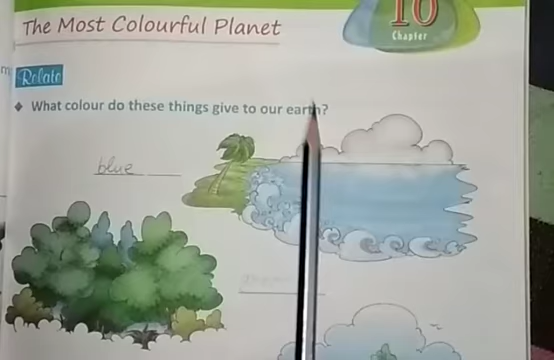 10
The Most Colourful Planet
Chapter
Relate
What colour do these things give to our earth?
blue